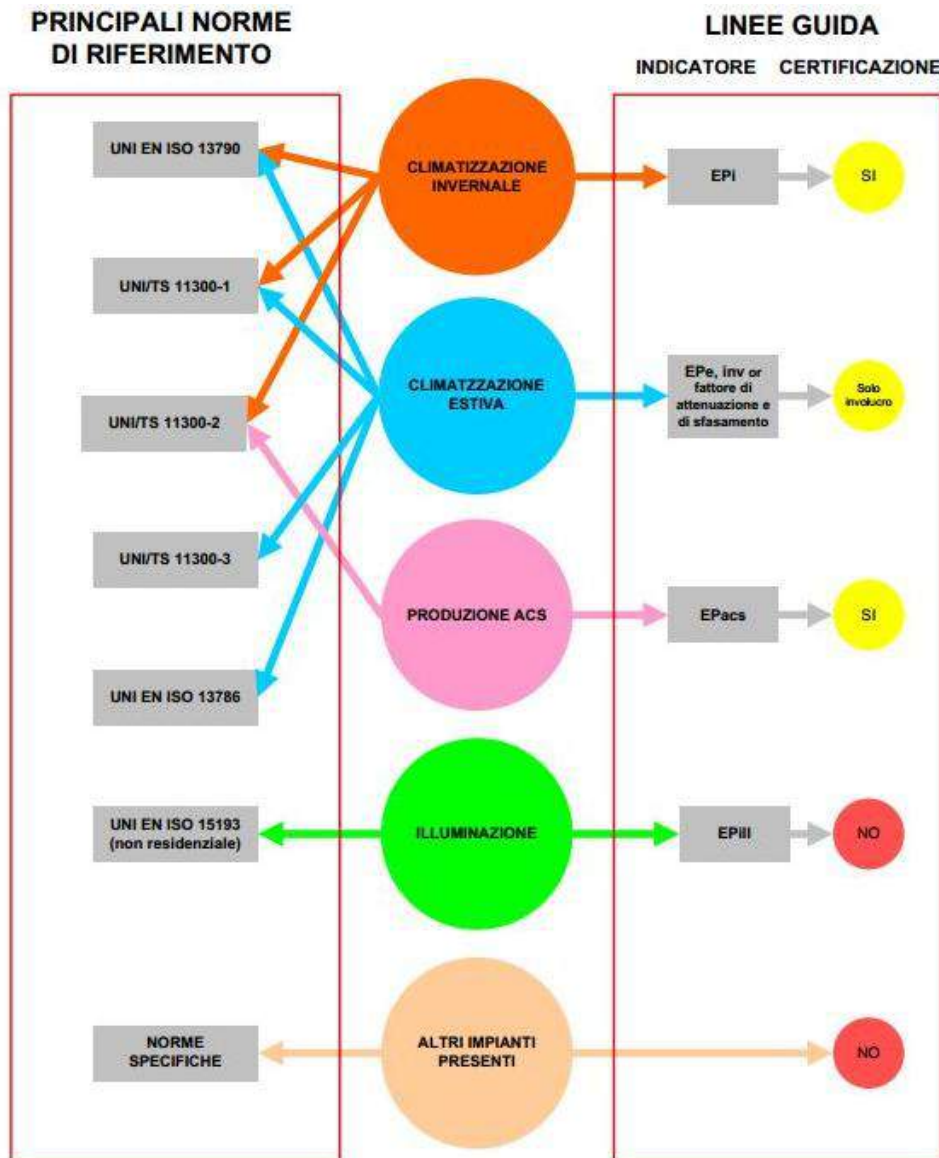 PRINCIPALI NORME
DI RIFERIMENTO
LINEE GUIDA
INDICATORE
CERTIFICAZIONE
UNI EN ISO 13790
CLIMATIZZAZIONE
INVERNALE
EPi
SI
UNI/TS 11300-1
UNI/TS 11300-2
CLIMATZZAZIONE
ESTIVA
EPe, inv or
fattore di
attenuazione e
di sfasamento
Solo
involucro
UNI/TS 11300-3
PRODUZIONE ACS
EPacs
SI
UNI EN ISO 13786
UNI EN ISO 15193
(non residenziale)
ILLUMINAZIONE
EPill
NO
NORME
SPECIFICHE
ALTRI IMPIANTI
PRESENTI
NO